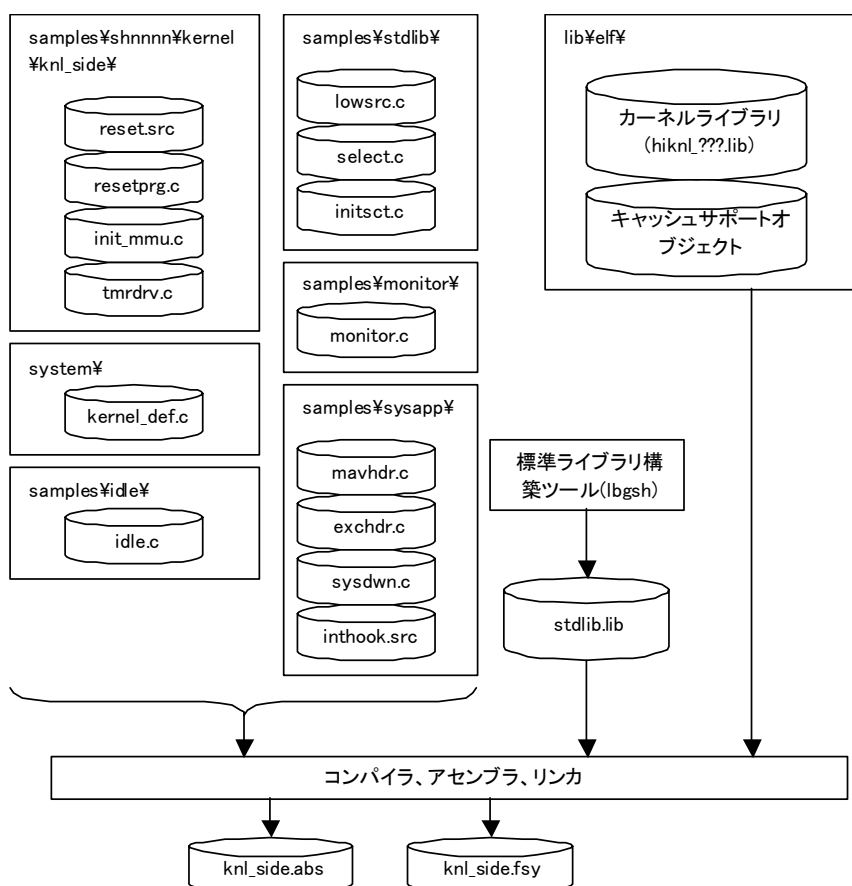 samples¥shnnnn¥kernel
¥knl_side¥
reset.src
resetprg.c
init_mmu.c
tmrdrv.c
system¥
kernel_def.c
samples¥idle¥
idle.c
samples¥stdlib¥
lowsrc.c
select.c
initsct.c
samples¥monitor¥
monitor.c
samples¥sysapp¥
mavhdr.c
exchdr.c
sysdwn.c
inthook.src
lib¥elf¥
カーネルライブラリ
(hiknl_???.lib)
キャッシュサポートオ
ブジェクト
標準ライブラリ構
築ツール(lbgsh)
stdlib.lib
コンパイラ、アセンブラ、リンカ
knl_side.abs
knl_side.fsy